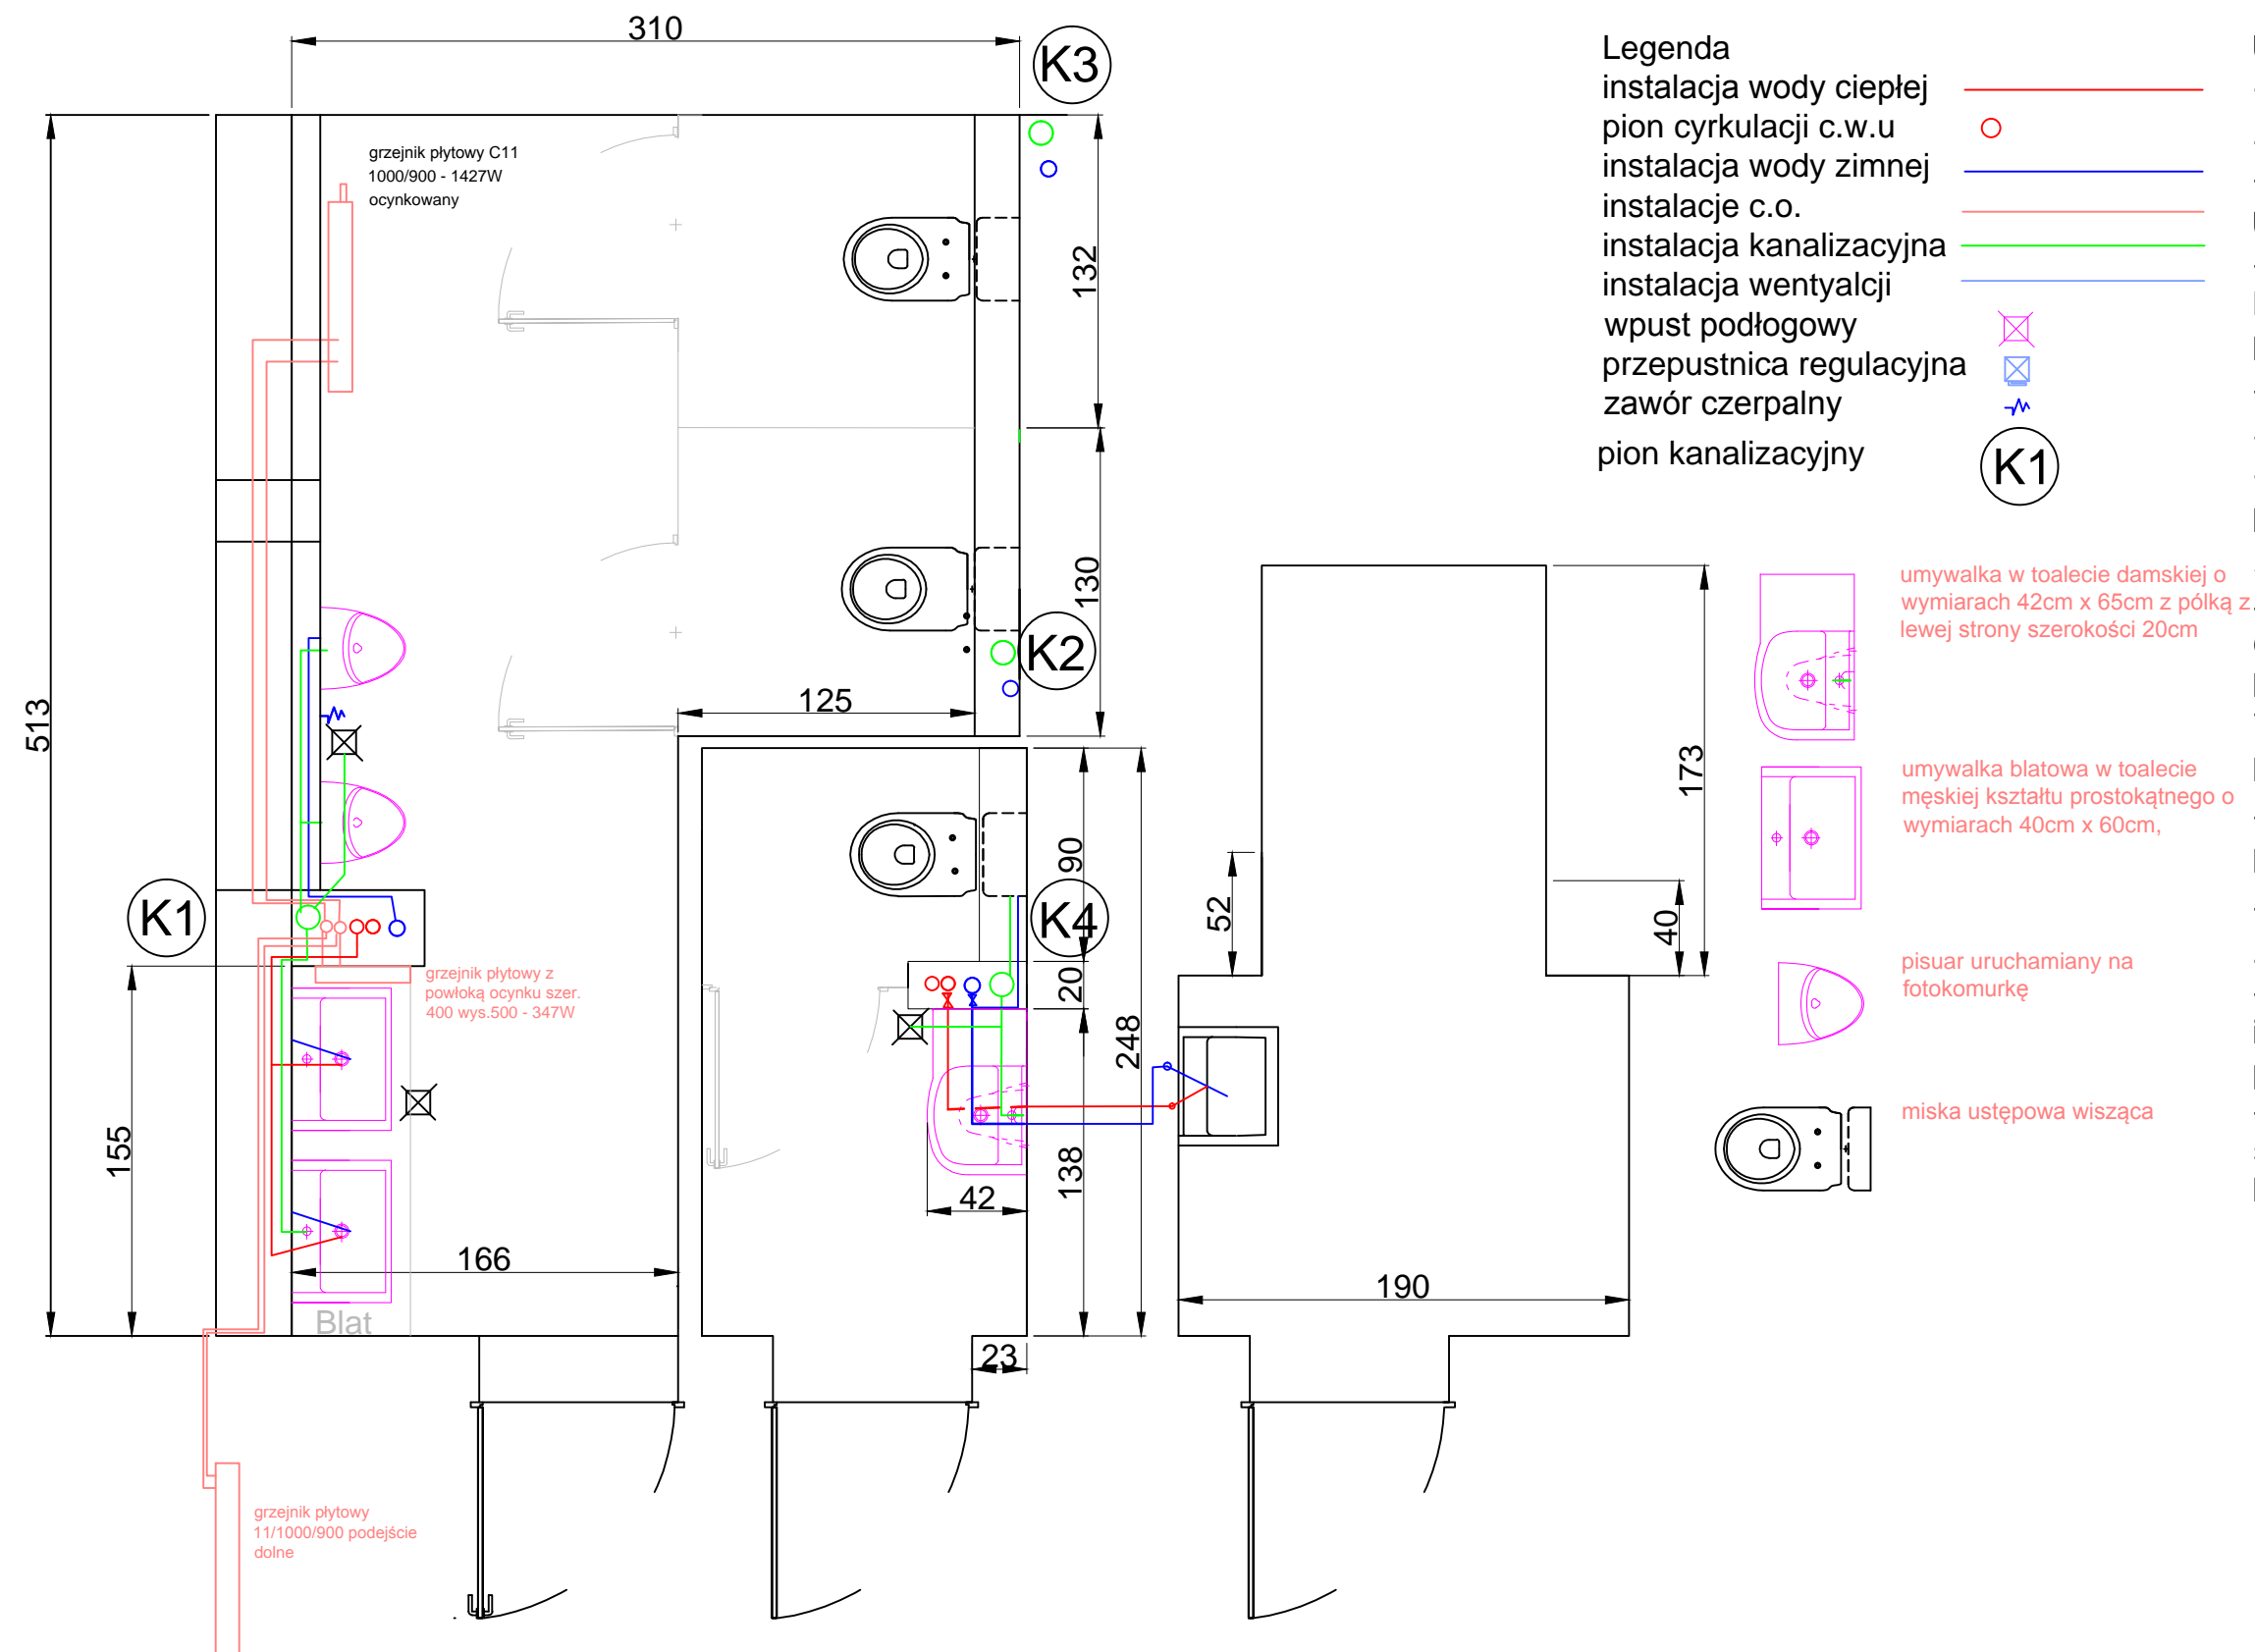 310
K3
Legenda
instalacja wody ciepłej
pion cyrkulacji c.w.u
instalacja wody zimnej
instalacje c.o.
instalacja kanalizacyjna
instalacja wentyalcji
wpust podłogowy
przepustnica regulacyjna
zawór czerpalny
pion kanalizacyjny
K1
grzejnik płytowy C11
1000/900 - 1427W
ocynkowany
132
130
K2
125
513
umywalka w toalecie damskiej o
wymiarach 42cm x 65cm z pólką z
lewej strony szerokości 20cm
umywalka blatowa w toalecie
męskiej kształtu prostokątnego o
wymiarach 40cm x 60cm,
pisuar uruchamiany na
fotokomurkę
miska ustępowa wisząca
173
90
52
40
K1
K4
20
grzejnik płytowy z
powłoką ocynku szer.
400 wys.500 - 347W
248
155
138
42
166
190
Blat
23
grzejnik płytowy
11/1000/900 podejście
dolne